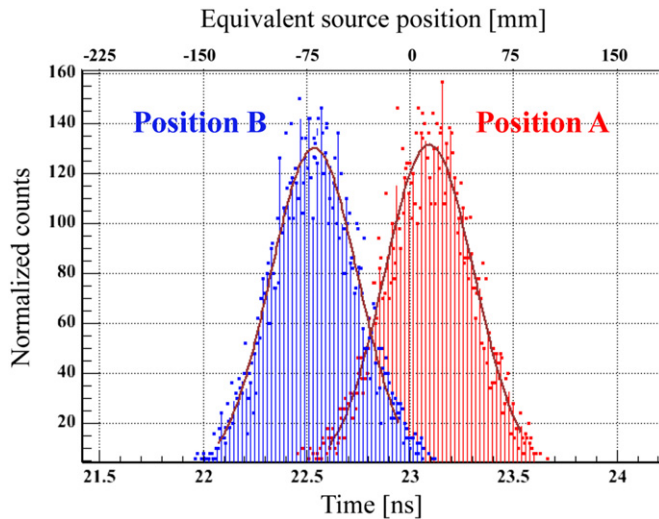 Equivalent source position [mm]
-225 -150 -75 0 75 150
160
140
120
100
80
60
40
20
Position B
Position A
Normalized counts
21.5 22 22.5 23 23.5 24
Time [ns]